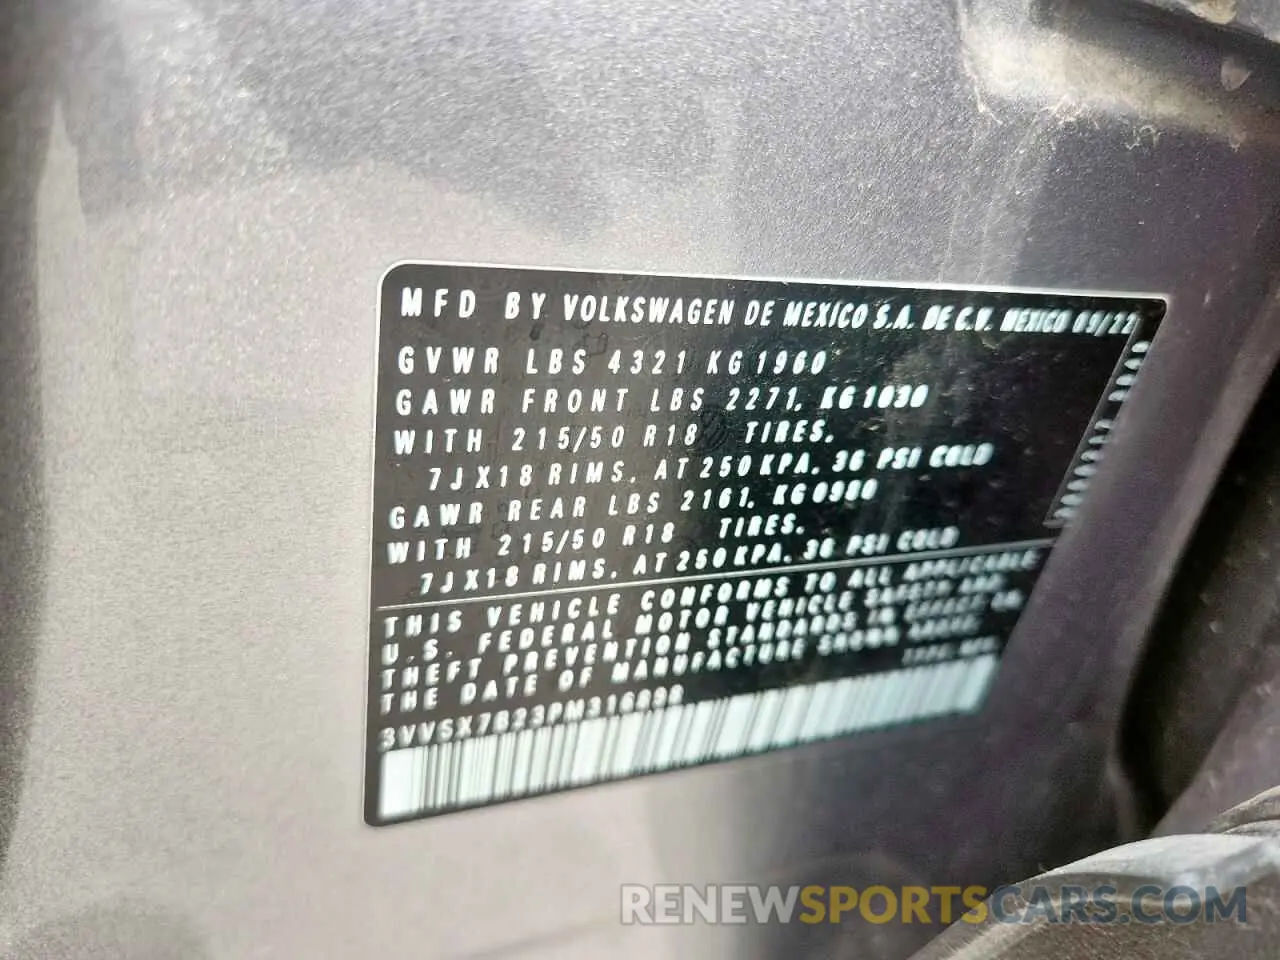 MFD BY VOLKSWAGEN DE MEXICO S.A. DE C.V. MEXICO 09/22
GVWR LBS 4321 KG 1960
GAWR FRONT LBS 2271, KG 1030
WITH 215/50 R18 TIRES,
7JX18 RIMS, AT 250 KPA, 36 PSI COLD
GAWR REAR LBS 2161, KG 0980
WITH 215/50 R18 TIRES,
7JX18 RIMS, AT 250 KPA, 36 PSI COLD
THIS VEHICLE CONFORMS TO ALL APPLICABLE
U.S. FEDERAL MOTOR VEHICLE SAFETY AND
THEFT PREVENTION STANDARDS IN EFFECT ON
THE DATE OF MANUFACTURE SHOWN ABOVE.
TYPE: MPV
RENEWSPORTSCARS.COM